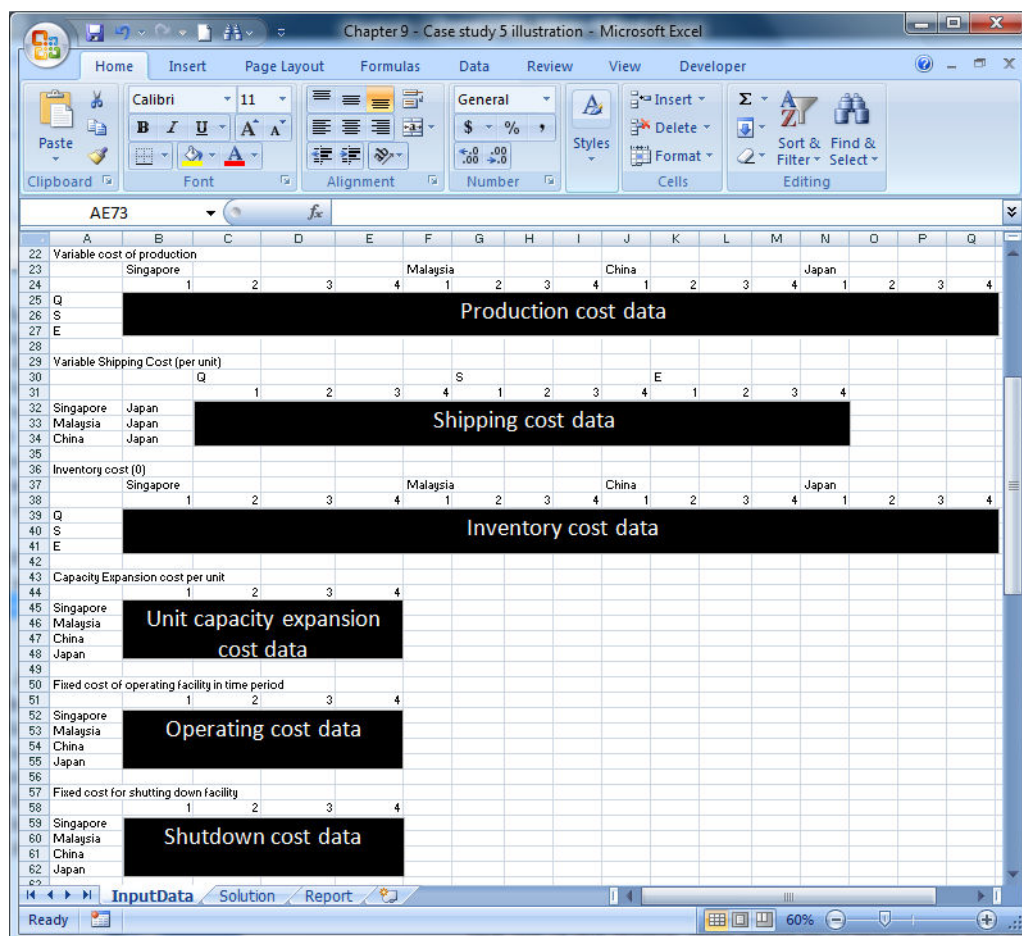 Chapter 9 - Case study 5 illustration - Microsoft Excel
Home Insert Page Layout Formulas Data Review View Developer
Calibri 11 General Insert Σ
B I U A A $ % , Delete
Paste Styles Format Sort & Find &
Filter Select
Clipboard Font Alignment Number Cells Editing
AE73 fx
A B C D E F G H I J K L M N O P Q
22 Variable cost of production
23 Singapore Malaysia China Japan
24 1 2 3 4 1 2 3 4 1 2 3 4 1 2 3 4
25 Q
26 S Production cost data
27 E
28
29 Variable Shipping Cost (per unit)
30 Q S E
31 1 2 3 4 1 2 3 4 1 2 3 4
32 Singapore Japan
33 Malaysia Japan Shipping cost data
34 China Japan
35
36 Inventory cost (0)
37 Singapore Malaysia China Japan
38 1 2 3 4 1 2 3 4 1 2 3 4 1 2 3 4
39 Q
40 S Inventory cost data
41 E
42
43 Capacity Expansion cost per unit
44 1 2 3 4
45 Singapore
46 Malaysia Unit capacity expansion
47 China
48 Japan cost data
49
50 Fixed cost of operating facility in time period
51 1 2 3 4
52 Singapore
53 Malaysia Operating cost data
54 China
55 Japan
56
57 Fixed cost for shutting down facility
58 1 2 3 4
59 Singapore
60 Malaysia Shutdown cost data
61 China
62 Japan
InputData Solution Report
Ready 60%